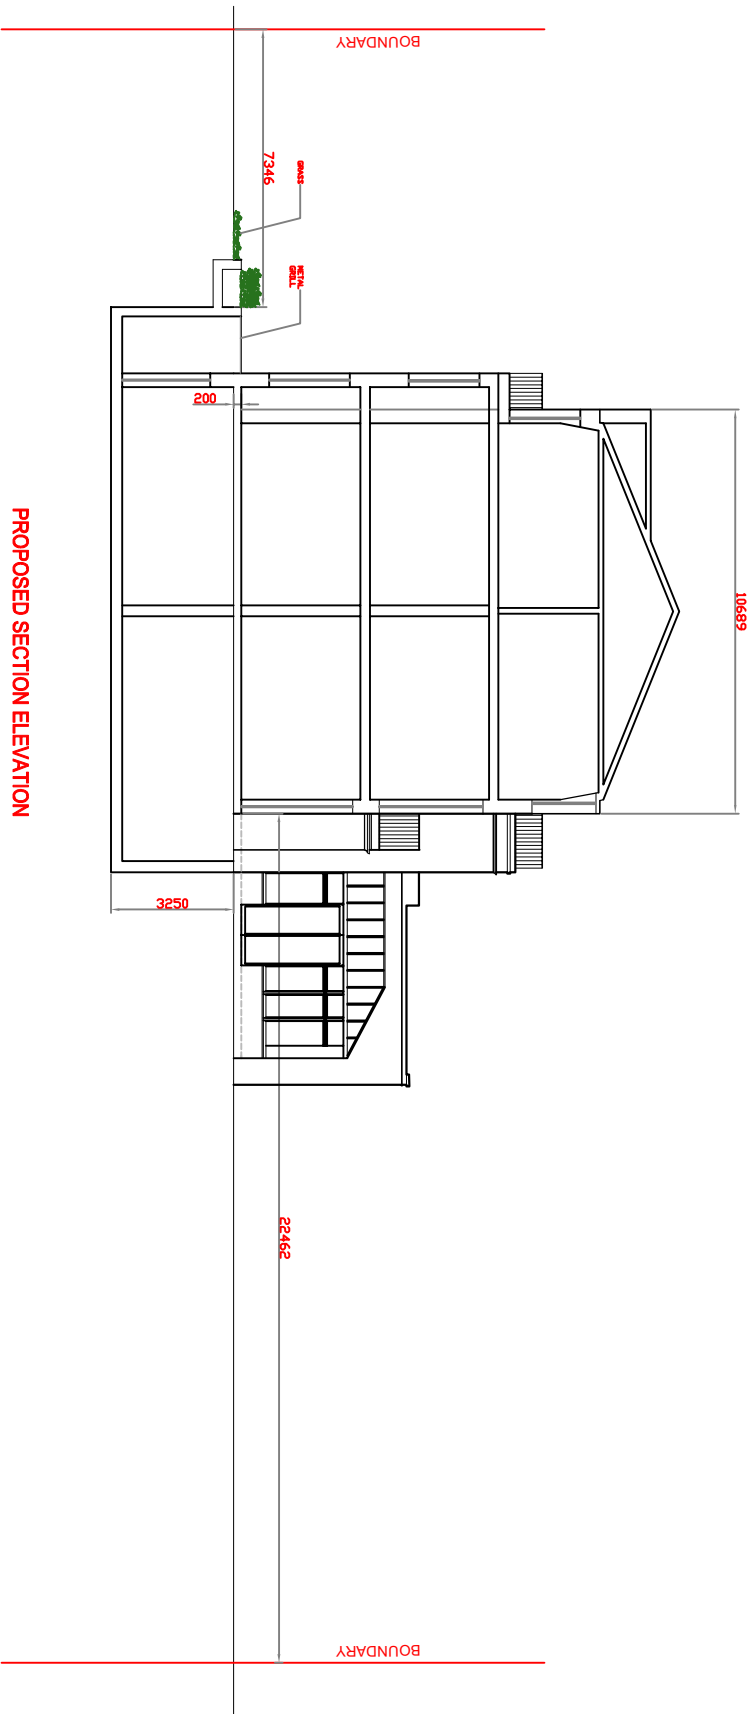 BOUNDARY
7346
GRASS
METAL
GRILL
200
10689
PROPOSED SECTION ELEVATION
3250
22462
BOUNDARY